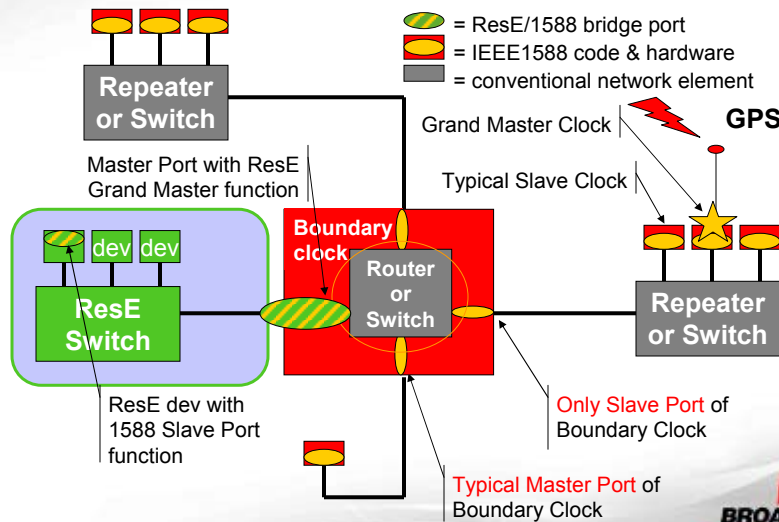 = ResE/1588 bridge port
= IEEE1588 code & hardware
= conventional network element
Repeater
or Switch
Grand Master Clock
GPS
Master Port with ResE
Grand Master function
Typical Slave Clock
Boundary
clock
dev
dev
Router
or
Switch
ResE
Switch
Repeater
or Switch
ResE dev with
1588 Slave Port
function
Only Slave Port of
Boundary Clock
Typical Master Port of
Boundary Clock